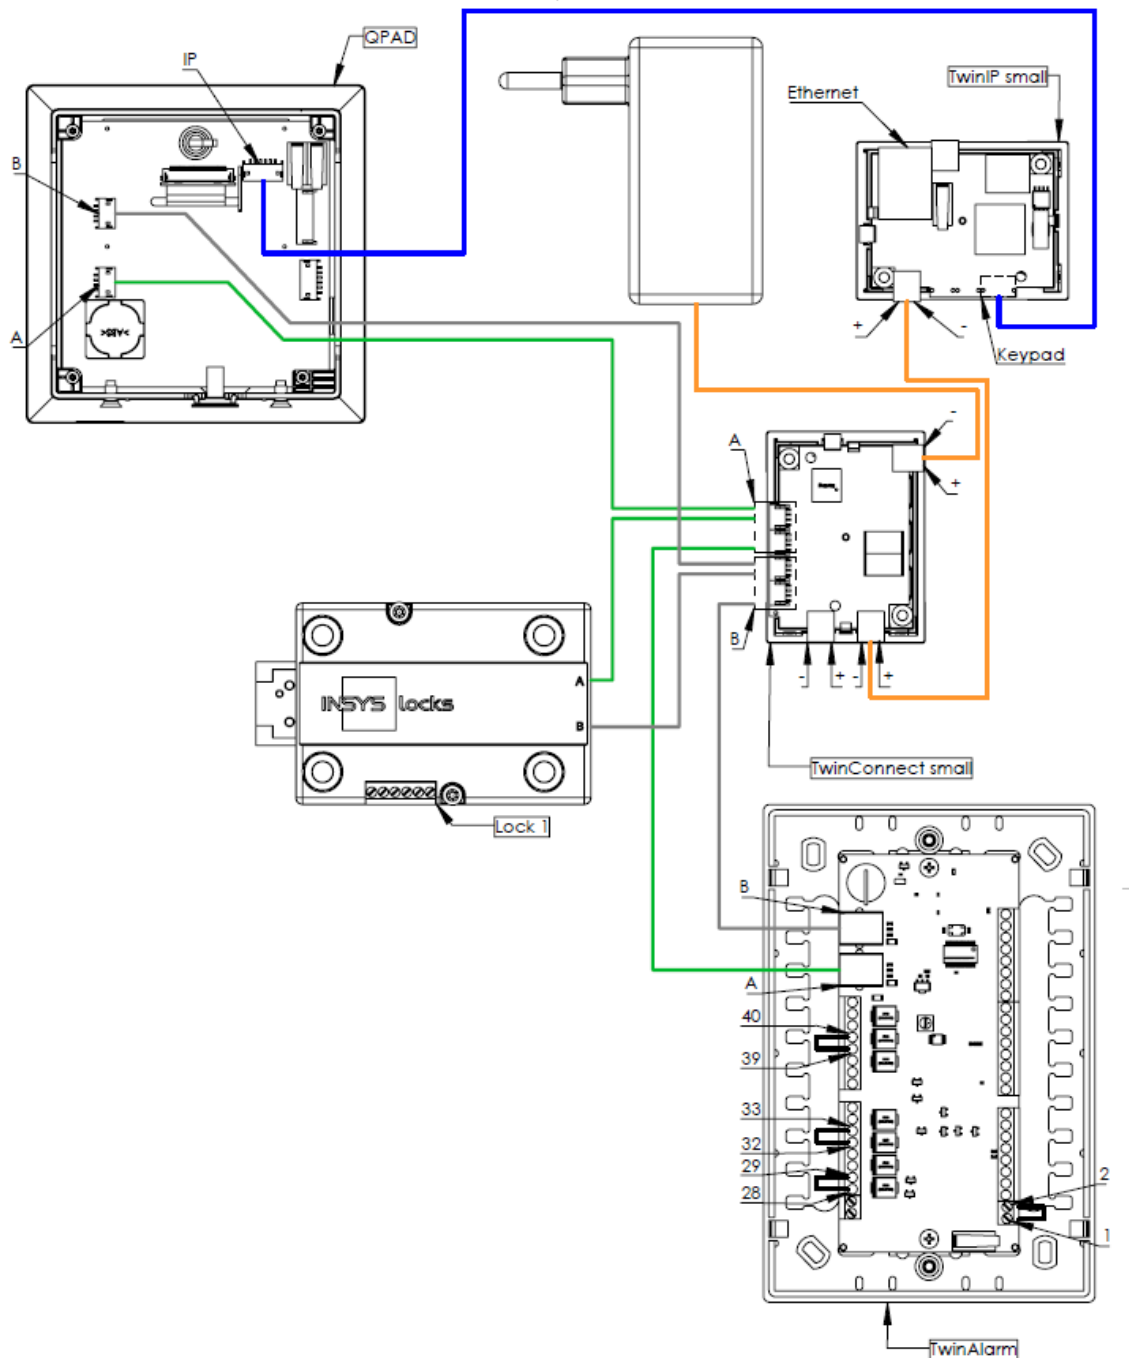 QPAD
IP
B
A
Ethernet
TwinIP small
+
-
Keypad
A
-
+
B
-
+
-
+
TwinConnect small
INSYS locks
A
B
Lock 1
B
A
40
39
33
32
29
28
2
1
TwinAlarm